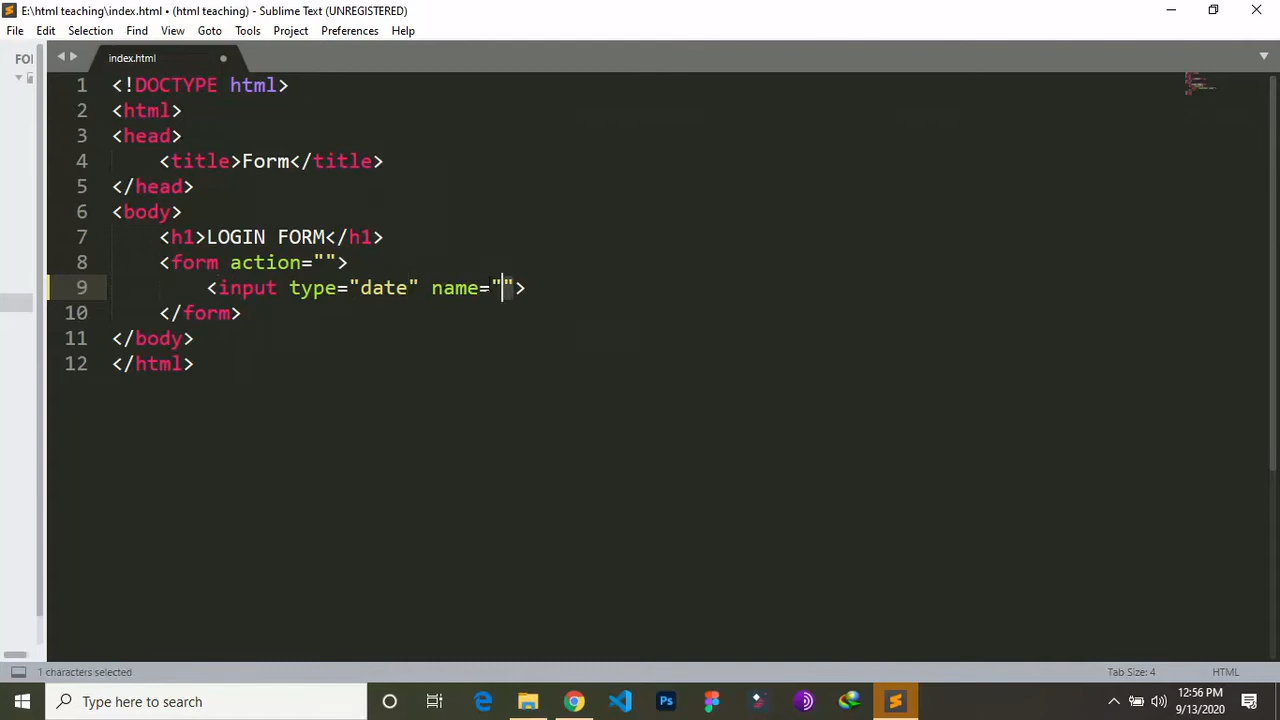 E:\html teaching\index.html • (html teaching) - Sublime Text (UNREGISTERED)
File Edit Selection Find View Goto Tools Project Preferences Help
index.html
1 <!DOCTYPE html>
2 <html>
3 <head>
4 <title>Form</title>
5 </head>
6 <body>
7 <h1>LOGIN FORM</h1>
8 <form action="">
9 <input type="date" name="">
10 </form>
11 </body>
12 </html>
1 characters selected Tab Size: 4 HTML
Type here to search
12:56 PM
9/13/2020